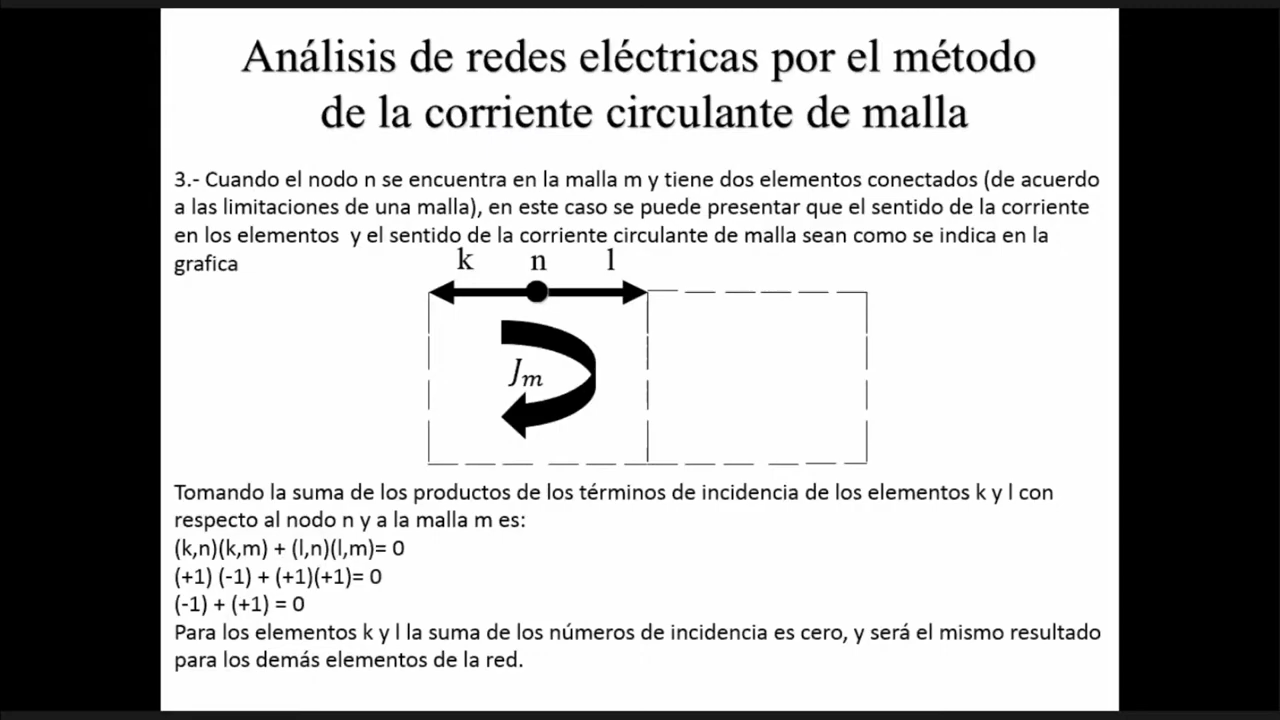 Análisis de redes eléctricas por el método
de la corriente circulante de malla
3.- Cuando el nodo n se encuentra en la malla m y tiene dos elementos conectados (de acuerdo
a las limitaciones de una malla), en este caso se puede presentar que el sentido de la corriente
en los elementos y el sentido de la corriente circulante de malla sean como se indica en la
grafica
k n l
Jm
Tomando la suma de los productos de los términos de incidencia de los elementos k y l con
respecto al nodo n y a la malla m es:
(k,n)(k,m) + (l,n)(l,m)= 0
(+1) (-1) + (+1)(+1)= 0
(-1) + (+1) = 0
Para los elementos k y l la suma de los números de incidencia es cero, y será el mismo resultado
para los demás elementos de la red.